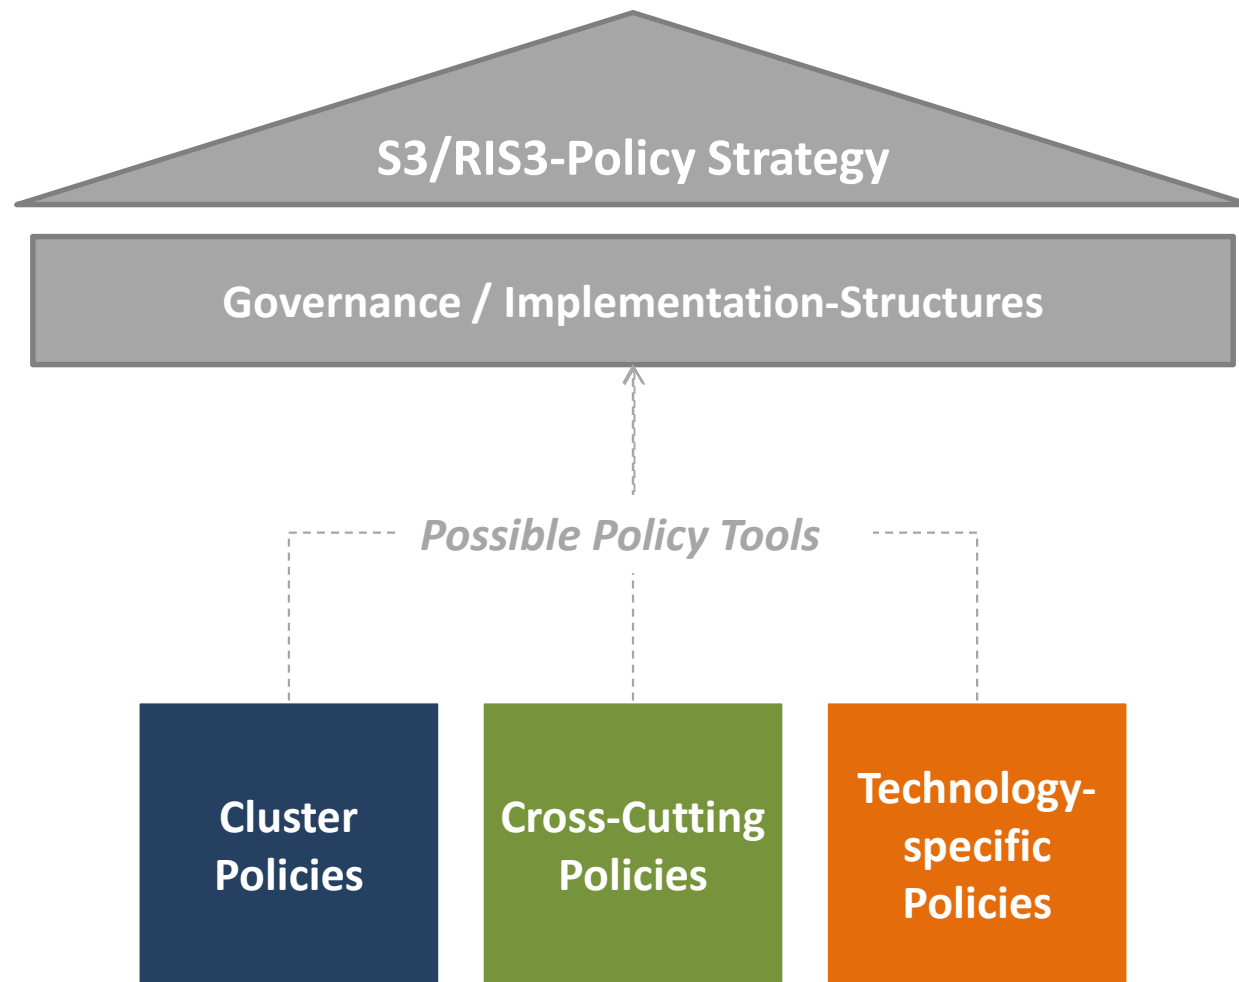 S3/RIS3-Policy Strategy
Governance / Implementation-Structures
Possible Policy Tools
Cluster
Policies
Cross-Cutting
Policies
Technology-
specific
Policies